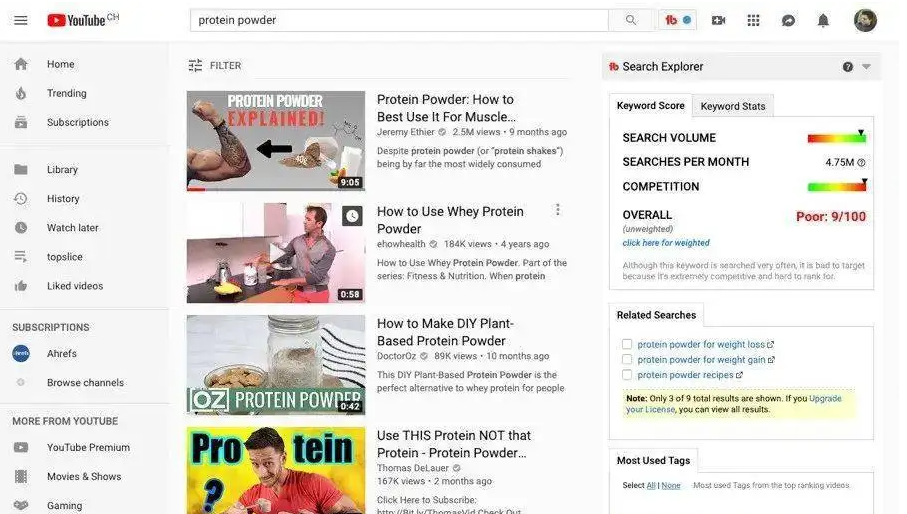 YouTube CH
protein powder
tb
Home
Trending
Subscriptions
Library
History
Watch later
topslice
Liked videos
SUBSCRIPTIONS
ahrefs
Ahrefs
Browse channels
MORE FROM YOUTUBE
YouTube Premium
Movies & Shows
Gaming
FILTER
PROTEIN POWDER
EXPLAINED!
40g
9:05
Protein Powder: How to
Best Use It For Muscle...
Jeremy Ethier 2.5M views • 9 months ago
Despite protein powder (or “protein shakes”)
being by far the most widely consumed
0:58
How to Use Whey Protein
Powder
ehowhealth 184K views • 4 years ago
How to Use Whey Protein Powder. Part of the
series: Fitness & Nutrition. When protein
OZ PROTEIN POWDER
0:42
How to Make DIY Plant-
Based Protein Powder
DoctorOz 89K views • 10 months ago
This DIY Plant-Based Protein Powder is the
perfect alternative to whey protein for people
Protein
?
Use THIS Protein NOT that
Protein - Protein Powder...
Thomas DeLauer
167K views • 2 months ago
Click Here to Subscribe:
http://Bit.ly/ThomasVid Check Out
tb Search Explorer
Keyword Score Keyword Stats
SEARCH VOLUME
SEARCHES PER MONTH 4.75M
COMPETITION
OVERALL Poor: 9/100
(unweighted)
click here for weighted
Although this keyword is searched very often, it is bad to target
because it's extremely competitive and hard to rank for.
Related Searches
protein powder for weight loss
protein powder for weight gain
protein powder recipes
Note: Only 3 of 9 total results are shown. If you Upgrade
your License, you can view all results.
Most Used Tags
Select All | None Most used Tags from the top ranking videos